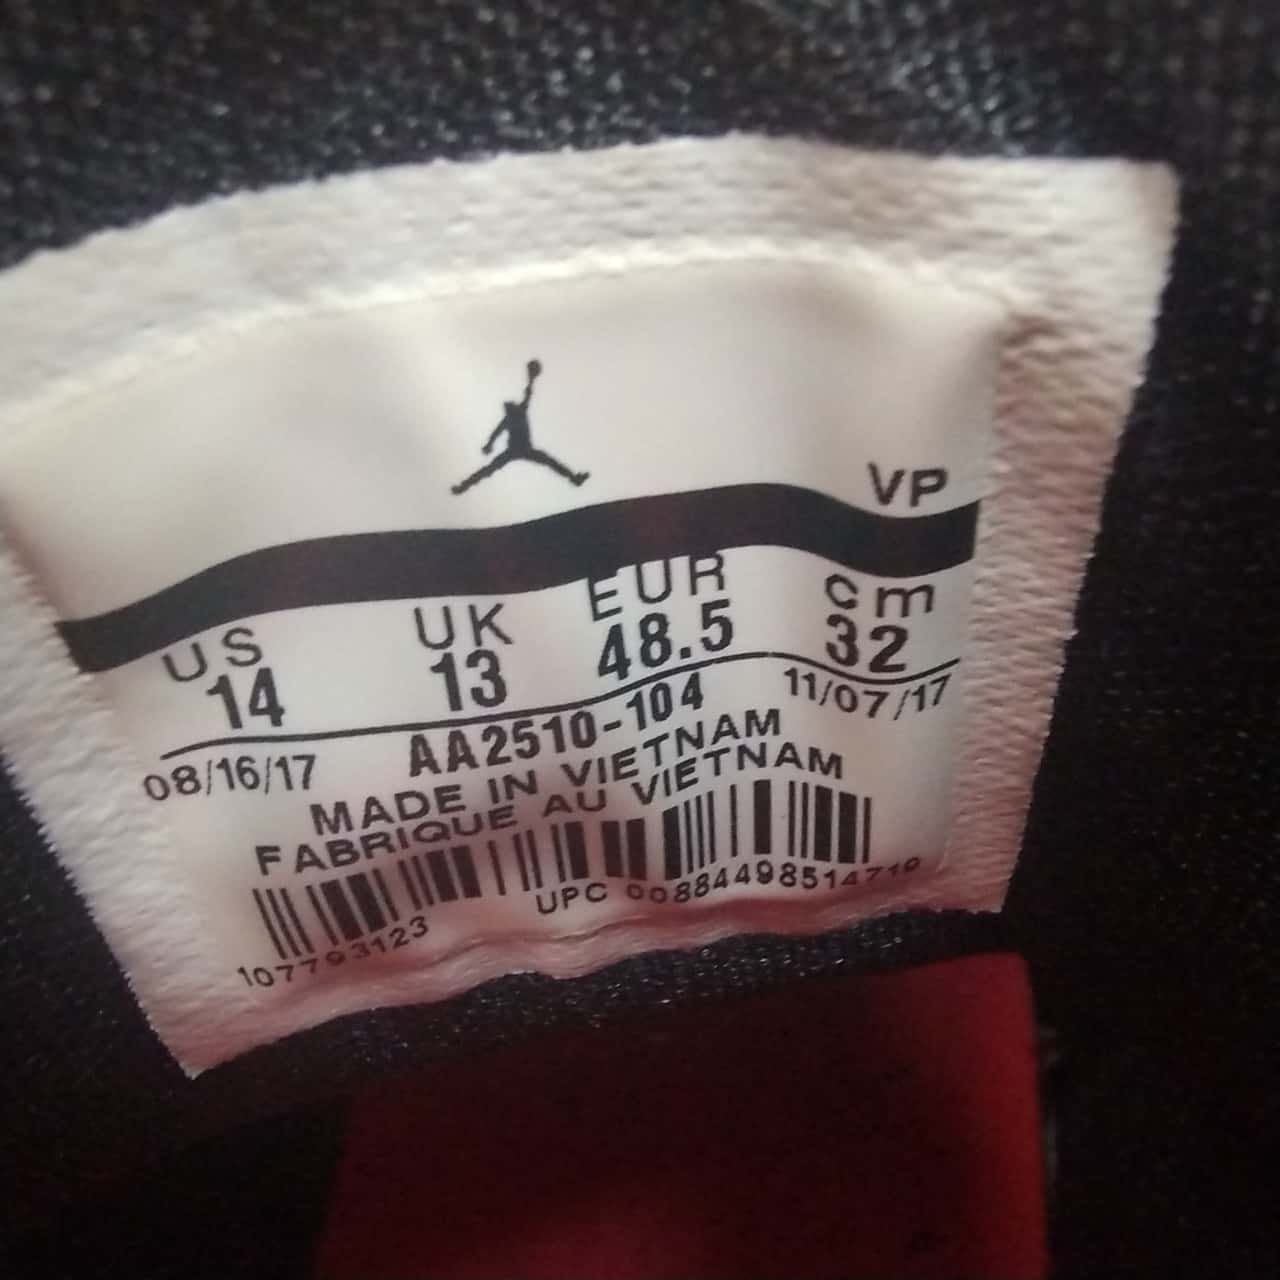 VP
US UK EUR cm
14 13 48.5 32
08/16/17 AA2510-104 11/07/17
MADE IN VIETNAM
FABRIQUE AU VIETNAM
1077793123 UPC 00884498514719